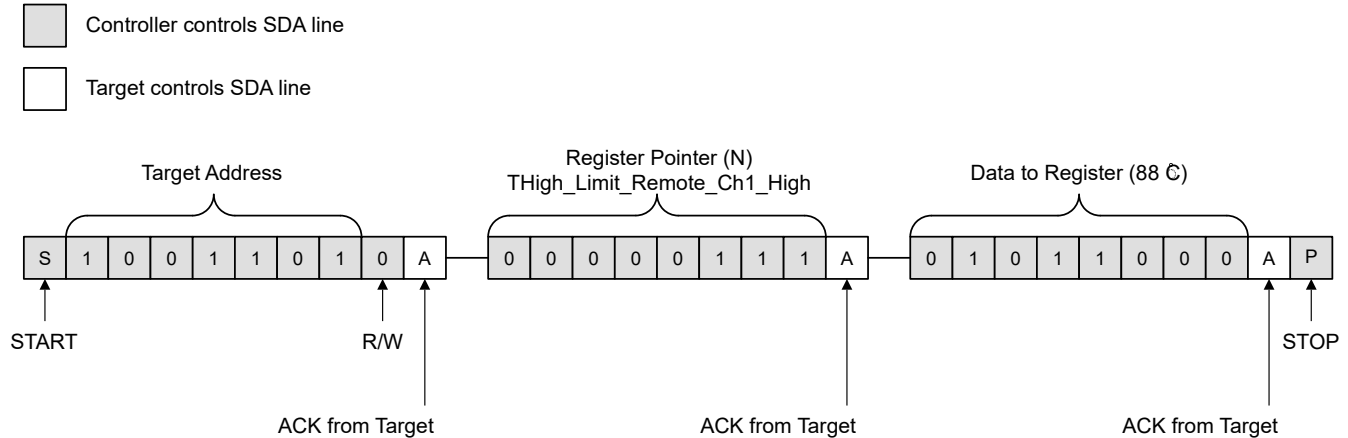 Controller controls SDA line
Target controls SDA line
Target Address
Register Pointer (N)
THigh_Limit_Remote_Ch1_High
Data to Register (88 °C)
S 1 0 0 1 1 0 1 0 A 0 0 0 0 0 1 1 1 A 0 1 0 1 1 0 0 0 A P
START R/W STOP
ACK from Target ACK from Target ACK from Target